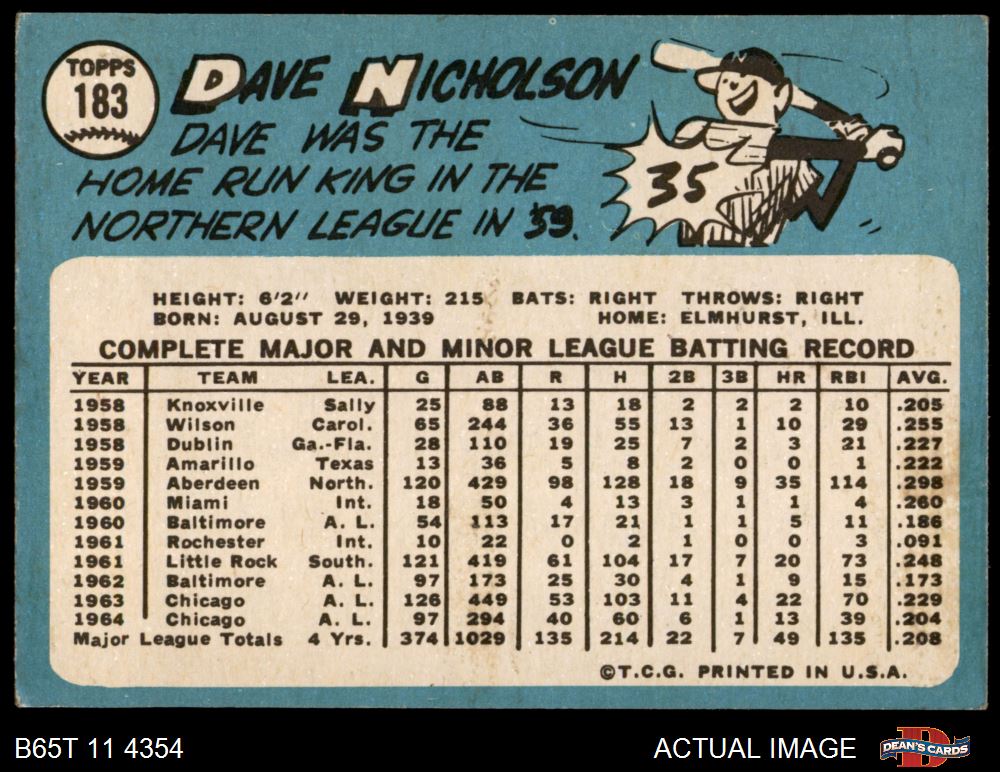 TOPPS
183
DAVE NICHOLSON
DAVE WAS THE
HOME RUN KING IN THE
NORTHERN LEAGUE IN '59.
35
HEIGHT: 6'2" WEIGHT: 215 BATS: RIGHT THROWS: RIGHT
BORN: AUGUST 29, 1939 HOME: ELMHURST, ILL.
COMPLETE MAJOR AND MINOR LEAGUE BATTING RECORD
YEAR TEAM LEA. G AB R H 2B 3B HR RBI AVG.
1958 Knoxville Sally 25 88 13 18 2 2 2 10 .205
1958 Wilson Carol. 65 244 36 55 13 1 10 29 .255
1958 Dublin Ga.-Fla. 28 110 19 25 7 2 3 21 .227
1959 Amarillo Texas 13 36 5 8 2 0 0 1 .222
1959 Aberdeen North. 120 429 98 128 18 9 35 114 .298
1960 Miami Int. 18 50 4 13 3 1 1 4 .260
1960 Baltimore A. L. 54 113 17 21 1 1 5 11 .186
1961 Rochester Int. 10 22 0 2 1 0 0 3 .091
1961 Little Rock South. 121 419 61 104 17 7 20 73 .248
1962 Baltimore A. L. 97 173 25 30 4 1 9 15 .173
1963 Chicago A. L. 126 449 53 103 11 4 22 70 .229
1964 Chicago A. L. 97 294 40 60 6 1 13 39 .204
Major League Totals 4 Yrs. 374 1029 135 214 22 7 49 135 .208
©T.C.G. PRINTED IN U.S.A.
B65T 11 4354 ACTUAL IMAGE DEAN'S CARDS